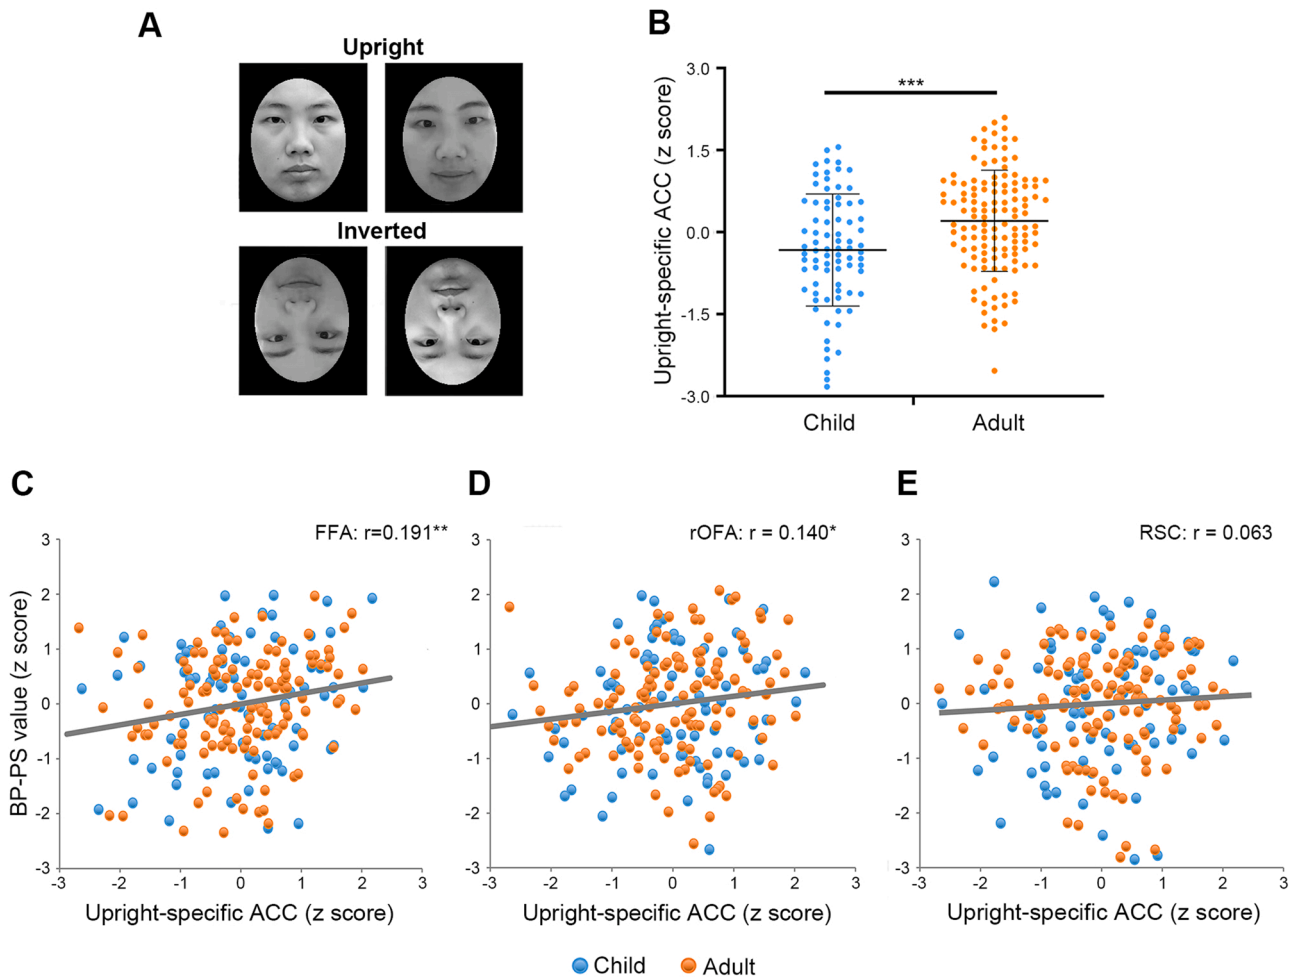 A
Upright
Inverted
B
Upright-specific ACC (z score)
3.0
1.5
0.0
-1.5
-3.0
***
Child
Adult
C
FFA: r=0.191**
BP-PS value (z score)
3
2
1
0
-1
-2
-3
-3 -2 -1 0 1 2 3
Upright-specific ACC (z score)
D
rOFA: r = 0.140*
3
2
1
0
-1
-2
-3
-3 -2 -1 0 1 2 3
Upright-specific ACC (z score)
E
RSC: r = 0.063
3
2
1
0
-1
-2
-3
-3 -2 -1 0 1 2 3
Upright-specific ACC (z score)
Child Adult